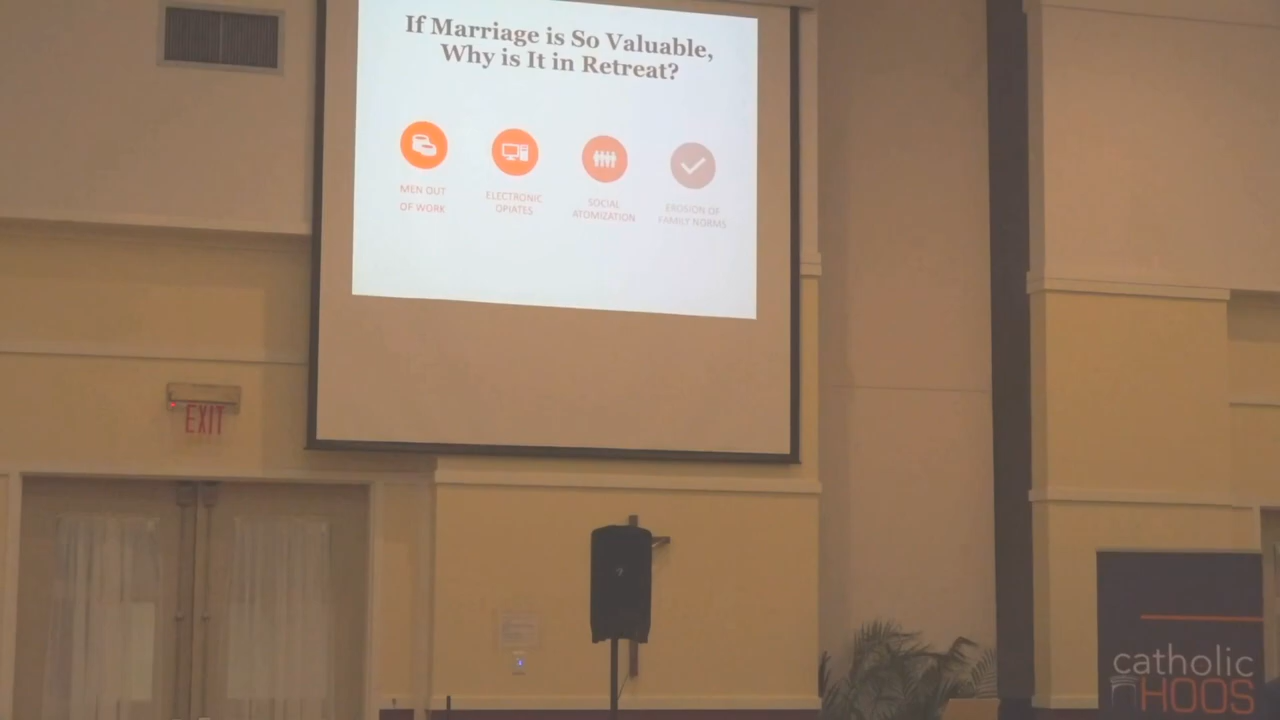 If Marriage is So Valuable,
Why is It in Retreat?
MEN OUT
OF WORK
ELECTRONIC
OPIATES
SOCIAL
ATOMIZATION
EROSION OF
FAMILY NORMS
EXIT
catholic
HOOS